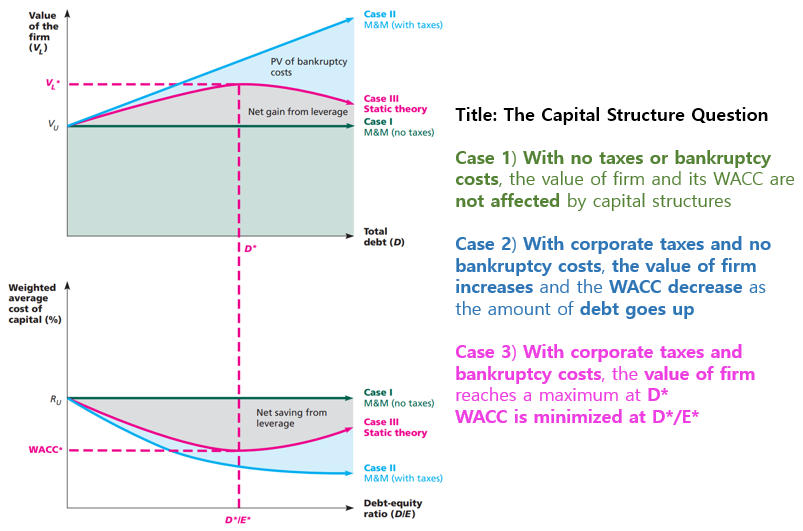 Value
of the
firm
(VL)
Case II
M&M (with taxes)
PV of bankruptcy
costs
VL*
Case III
Static theory
Net gain from leverage
Case I
M&M (no taxes)
VU
Total
debt (D)
D*
Weighted
average
cost of
capital (%)
RU
Case I
M&M (no taxes)
Net saving from
leverage
Case III
Static theory
WACC*
Case II
M&M (with taxes)
Debt-equity
ratio (D/E)
D*/E*
Title: The Capital Structure Question
Case 1) With no taxes or bankruptcy
costs, the value of firm and its WACC are
not affected by capital structures
Case 2) With corporate taxes and no
bankruptcy costs, the value of firm
increases and the WACC decrease as
the amount of debt goes up
Case 3) With corporate taxes and
bankruptcy costs, the value of firm
reaches a maximum at D*
WACC is minimized at D*/E*